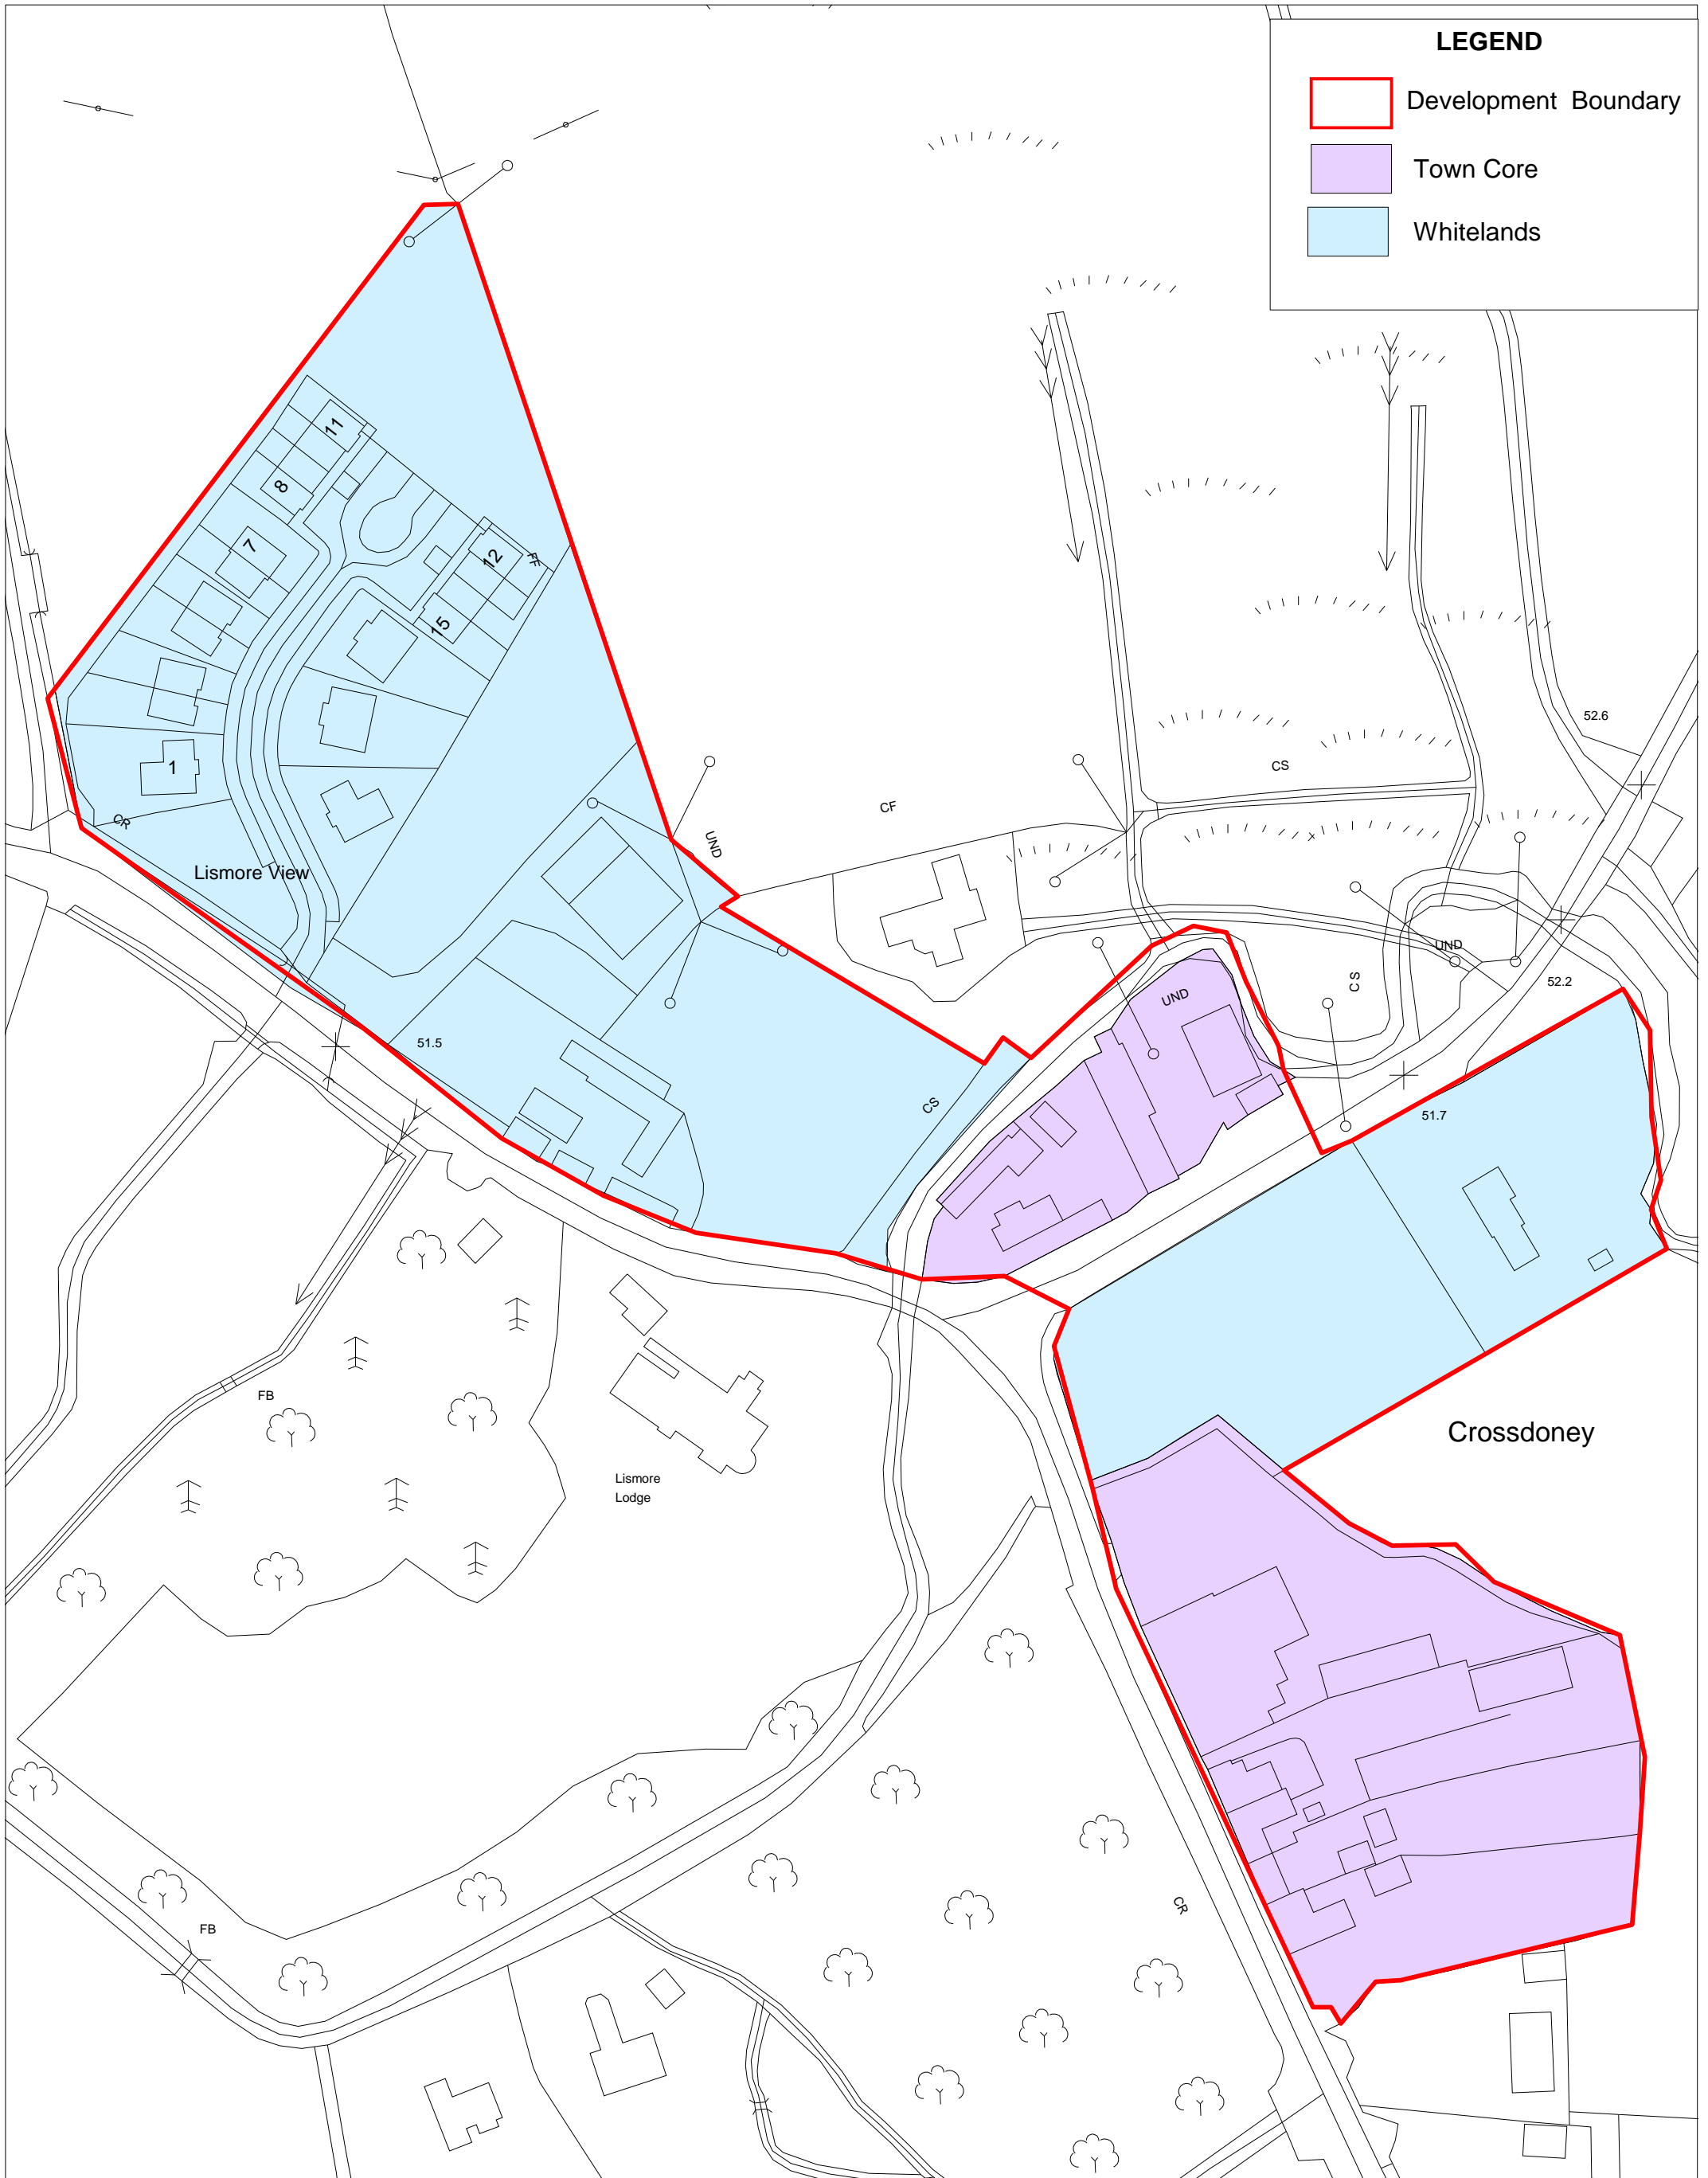 LEGEND
Development Boundary
Town Core
Whitelands
11
8
7
12
FF
15
1
CR
Lismore View
UND
CF
CS
52.6
UND
CS
52.2
UND
51.5
CS
51.7
FB
Crossdoney
Lismore
Lodge
CR
FB